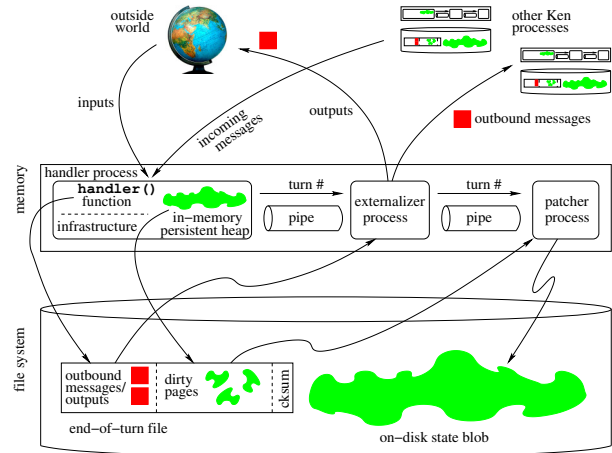 outside
world
other Ken
processes
inputs
incoming
messages
outputs
outbound messages
memory
handler process
handler()
function
infrastructure
in−memory
persistent heap
turn #
pipe
externalizer
process
turn #
pipe
patcher
process
file system
outbound
messages/
outputs
dirty
pages
cksum
end−of−turn file
on−disk state blob